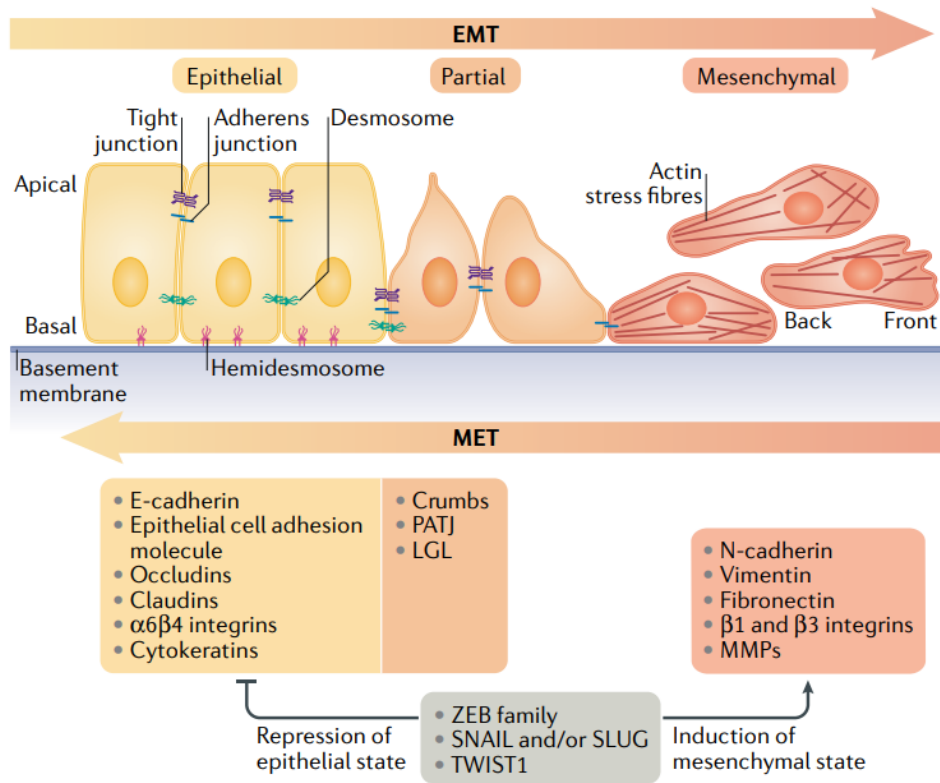 EMT
Epithelial
Partial
Mesenchymal
Tight
junction
Adherens
junction
Desmosome
Apical
Actin
stress fibres
Basal
Back
Front
Basement
membrane
Hemidesmosome
MET
• E-cadherin
• Epithelial cell adhesion
molecule
• Occludins
• Claudins
• α6β4 integrins
• Cytokeratins
• Crumbs
• PATJ
• LGL
• N-cadherin
• Vimentin
• Fibronectin
• β1 and β3 integrins
• MMPs
Repression of
epithelial state
• ZEB family
• SNAIL and/or SLUG
• TWIST1
Induction of
mesenchymal state